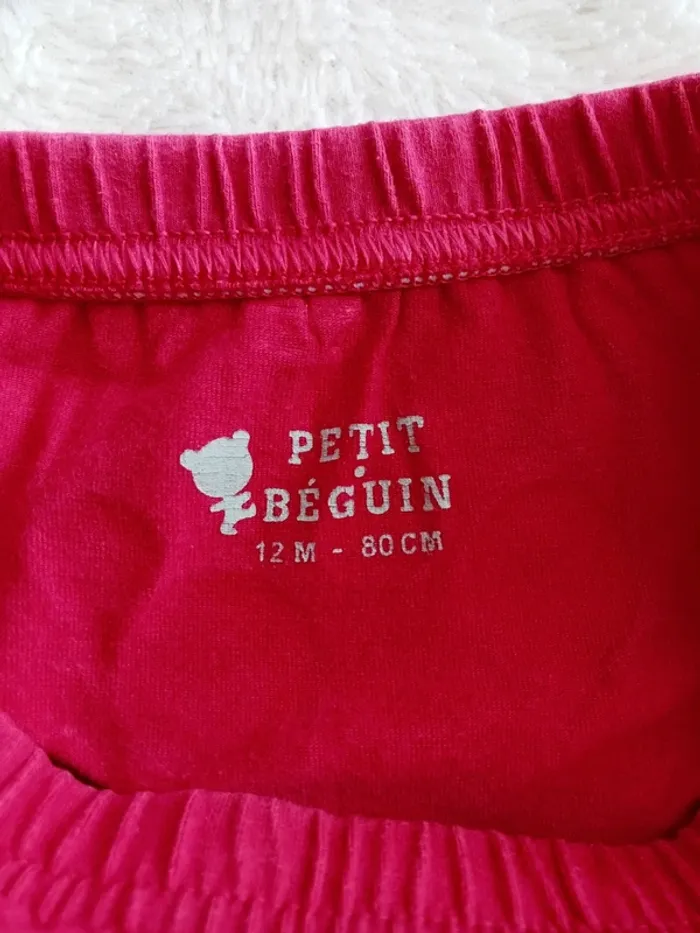 PETIT
BÉGUIN
12 M - 80 CM